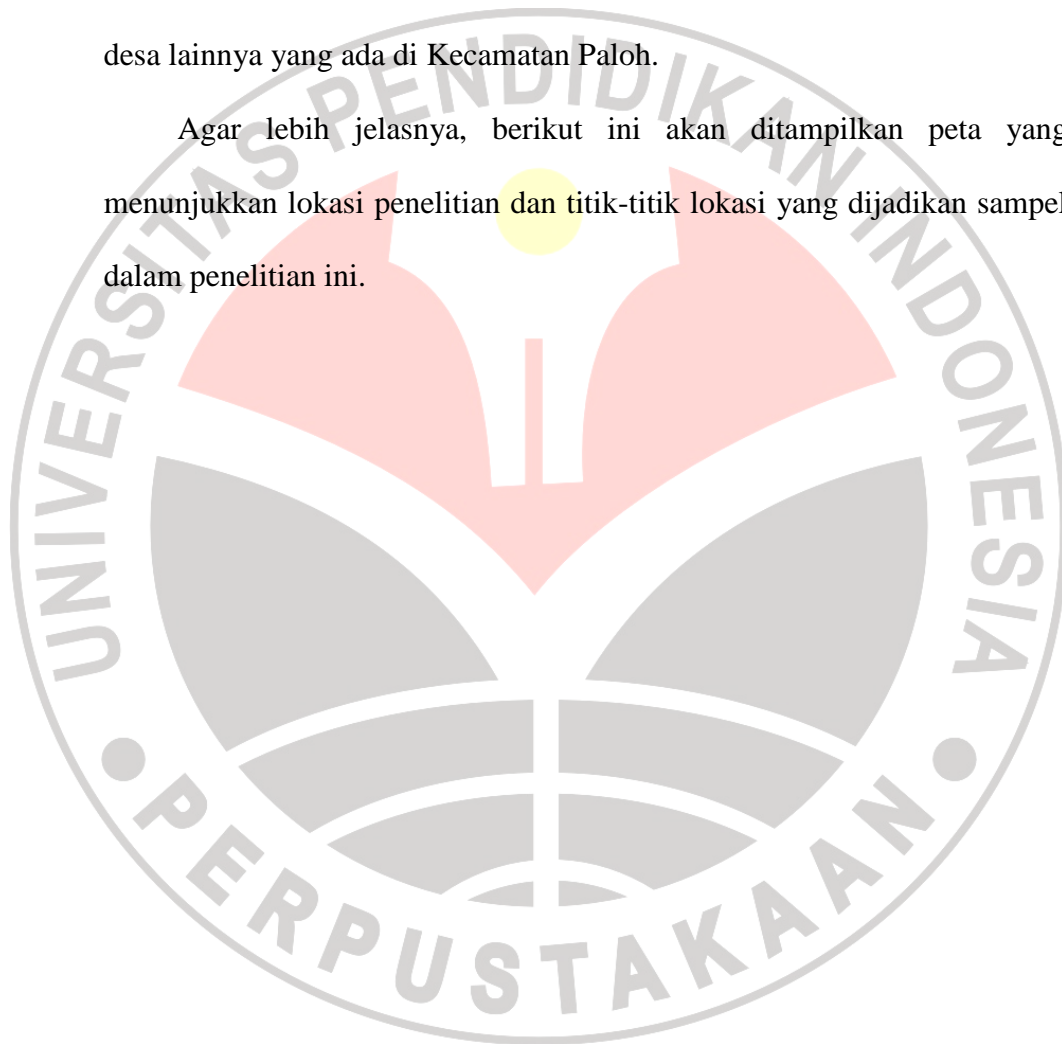 desa lainnya yang ada di Kecamatan Paloh.
Agar lebih jelasnya, berikut ini akan ditampilkan peta yang
menunjukkan lokasi penelitian dan titik-titik lokasi yang dijadikan sampel
dalam penelitian ini.
UNIVERSITAS PENDIDIKAN INDONESIA
PERPUSTAKAAN